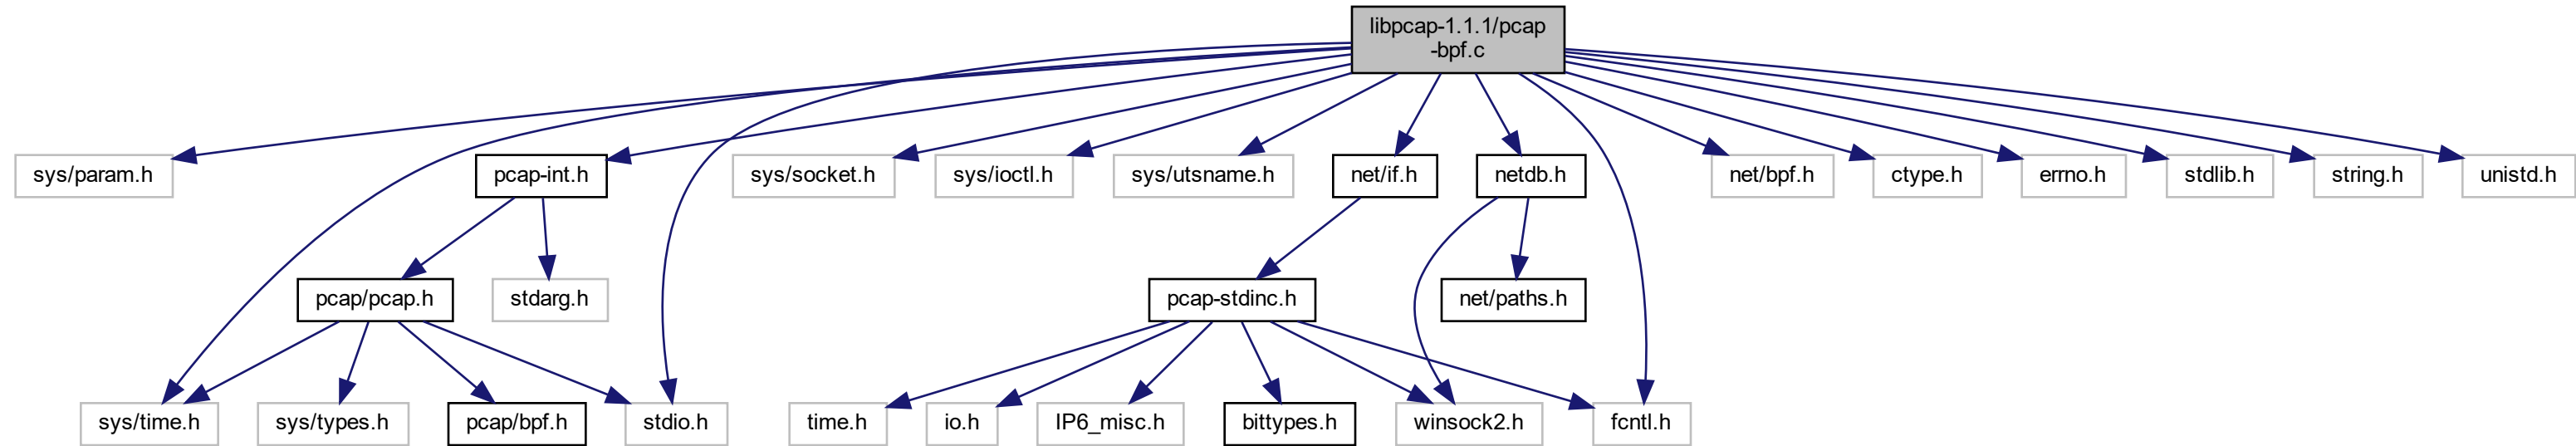 libpcap-1.1.1/pcap
-bpf.c
sys/param.h
pcap-int.h
sys/socket.h
sys/ioctl.h
sys/utsname.h
net/if.h
netdb.h
net/bpf.h
ctype.h
errno.h
stdlib.h
string.h
unistd.h
pcap/pcap.h
stdarg.h
pcap-stdinc.h
net/paths.h
sys/time.h
sys/types.h
pcap/bpf.h
stdio.h
time.h
io.h
IP6_misc.h
bittypes.h
winsock2.h
fcntl.h